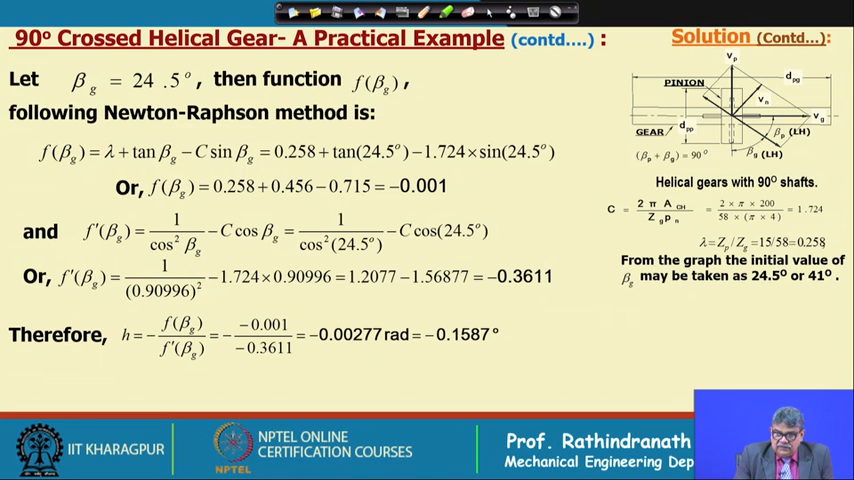 90º Crossed Helical Gear- A Practical Example (contd....) :
Let β_g = 24 .5°, then function f(β_g),
following Newton-Raphson method is:
f(β_g) = λ + tan β_g − C sin β_g = 0.258 + tan(24.5°) − 1.724 × sin(24.5°)
Or, f(β_g) = 0.258 + 0.456 − 0.715 = −0.001
and f′(β_g) = 1/cos² β_g − C cos β_g = 1/cos²(24.5°) − C cos(24.5°)
Or, f′(β_g) = 1/(0.90996)² − 1.724 × 0.90996 = 1.2077 − 1.56877 = −0.3611
Therefore, h = − f(β_g)/f′(β_g) = − −0.001/−0.3611 = −0.00277 rad = −0.1587°
Solution (Contd...):
v_p
d_pg
PINION
v_n
v_g
d_pp
GEAR
β_p (LH)
(β_p + β_g) = 90°
β_g (LH)
Helical gears with 90º shafts.
C = 2 π A_CH / Z_g p_n = 2 × π × 200 / 58 × (π × 4) = 1.724
λ = Z_p / Z_g = 15/58 = 0.258
From the graph the initial value of
β_g may be taken as 24.5º or 41º .
IIT KHARAGPUR
NPTEL
NPTEL ONLINE
CERTIFICATION COURSES
Prof. Rathindranath
Mechanical Engineering Dep